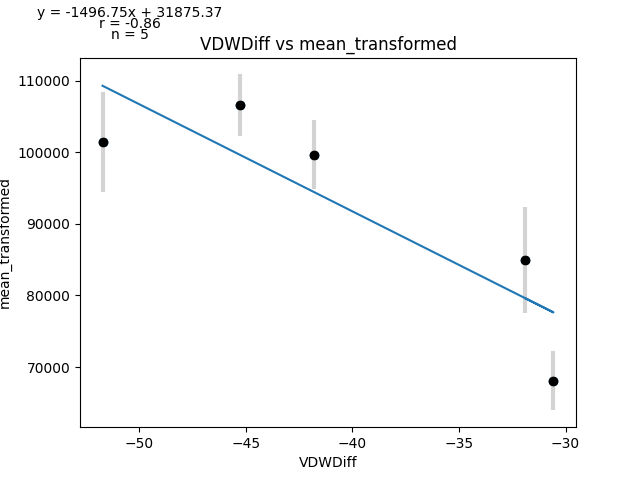 y = -1496.75x + 31875.37
r = -0.86
n = 5
VDWDiff vs mean_transformed
110000
100000
90000
80000
70000
mean_transformed
−50
−45
−40
−35
−30
VDWDiff